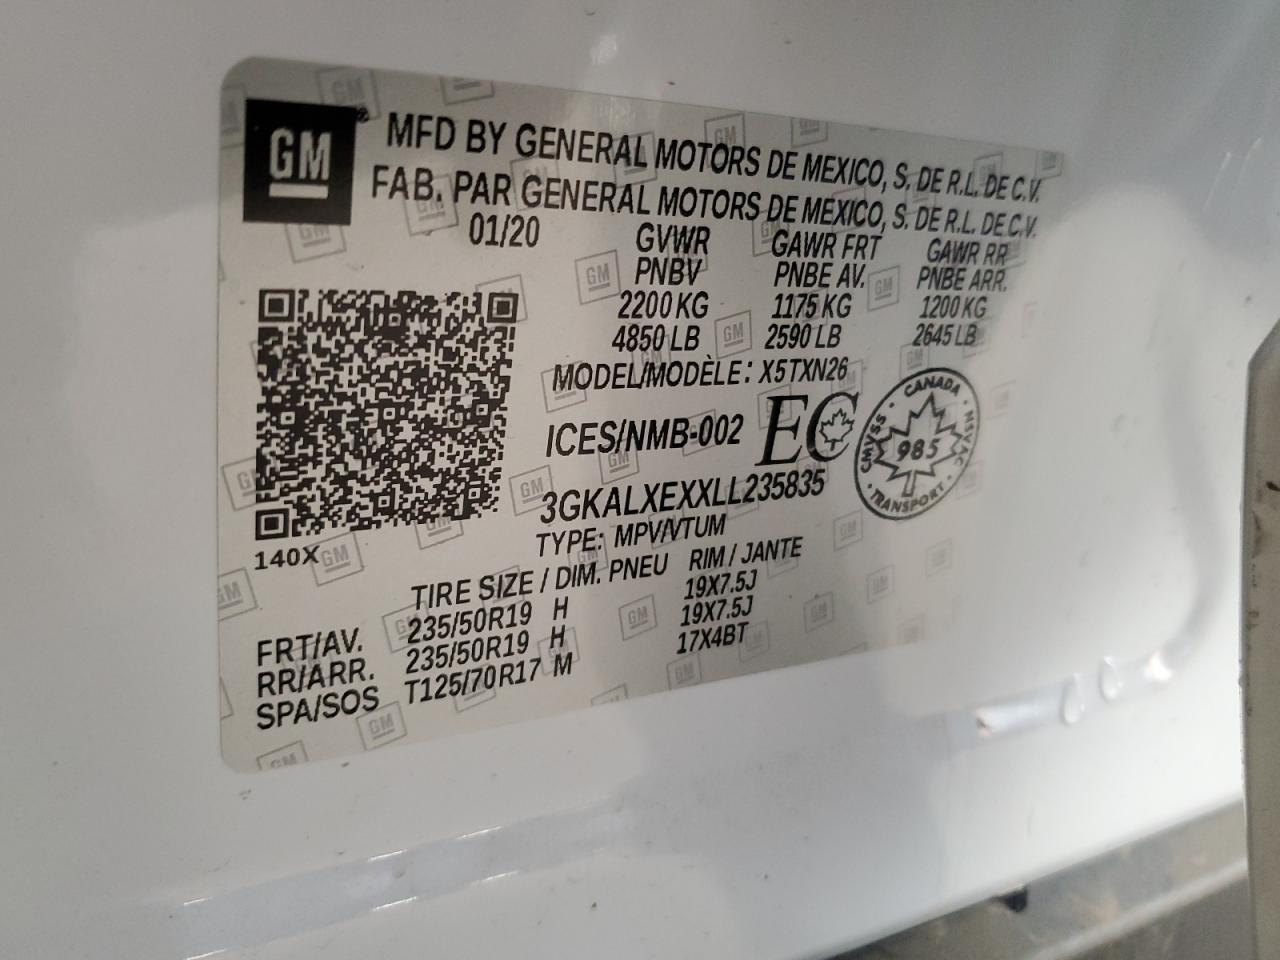 GM
MFD BY GENERAL MOTORS DE MEXICO, S. DE R.L. DE C.V.
FAB. PAR GENERAL MOTORS DE MEXICO, S. DE R.L. DE C.V.
01/20 GVWR GAWR FRT GAWR RR
PNBV PNBE AV. PNBE ARR.
2200 KG 1175 KG 1200 KG
4850 LB 2590 LB 2645 LB
MODEL/MODÈLE: X5TXN26
ICES/NMB-002 EC
CANADA
CMVSS 985 NSVAC
TRANSPORT
3GKALXEXXLL235835
TYPE: MPV/VTUM
140X
TIRE SIZE / DIM. PNEU RIM / JANTE
FRT/AV. 235/50R19 H 19X7.5J
RR/ARR. 235/50R19 H 19X7.5J
SPA/SOS T125/70R17 M 17X4BT